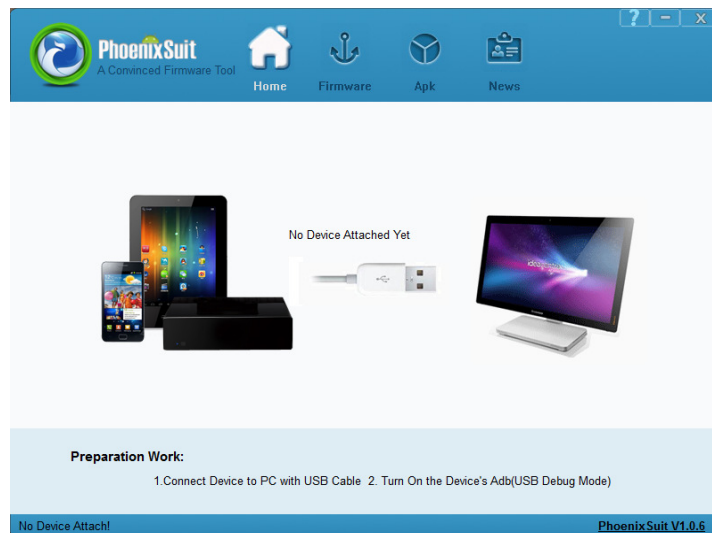 ? - x
PhoenixSuit
A Convinced Firmware Tool
Home Firmware Apk News
No Device Attached Yet
Preparation Work:
1.Connect Device to PC with USB Cable 2. Turn On the Device's Adb(USB Debug Mode)
No Device Attach! PhoenixSuit V1.0.6